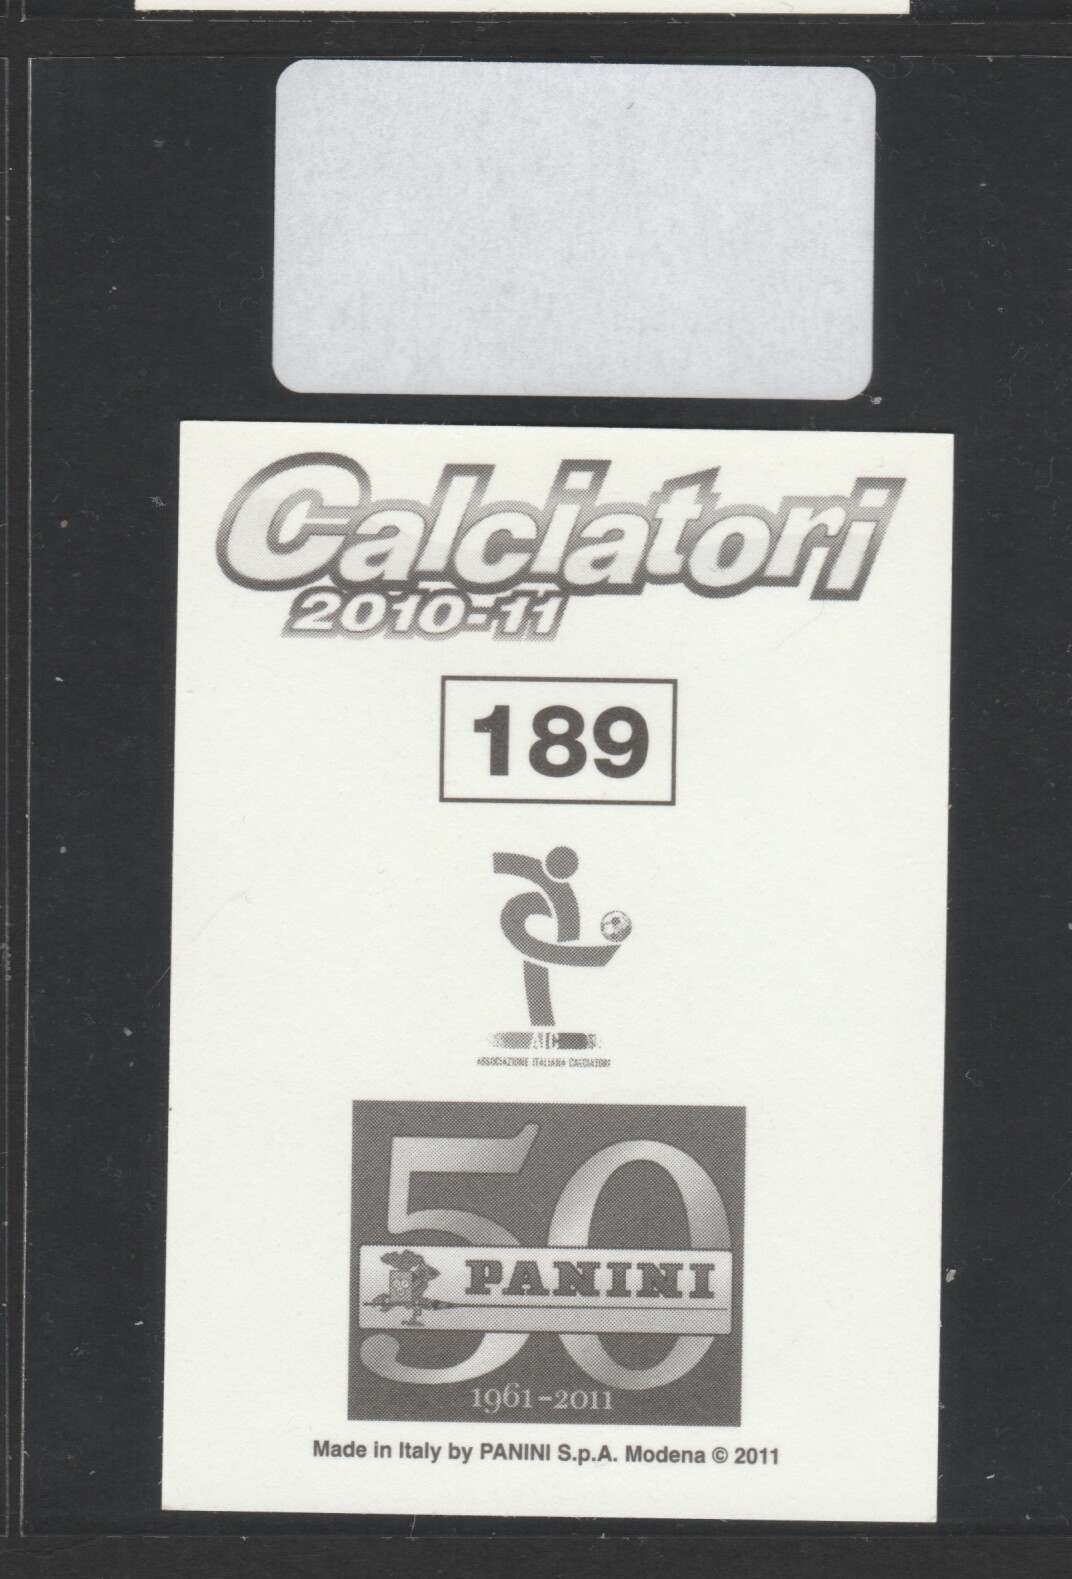 Calciatori
2010-11
189
AIC
ASSOCIAZIONE ITALIANA CALCIATORI
50
PANINI
1961-2011
Made in Italy by PANINI S.p.A. Modena © 2011